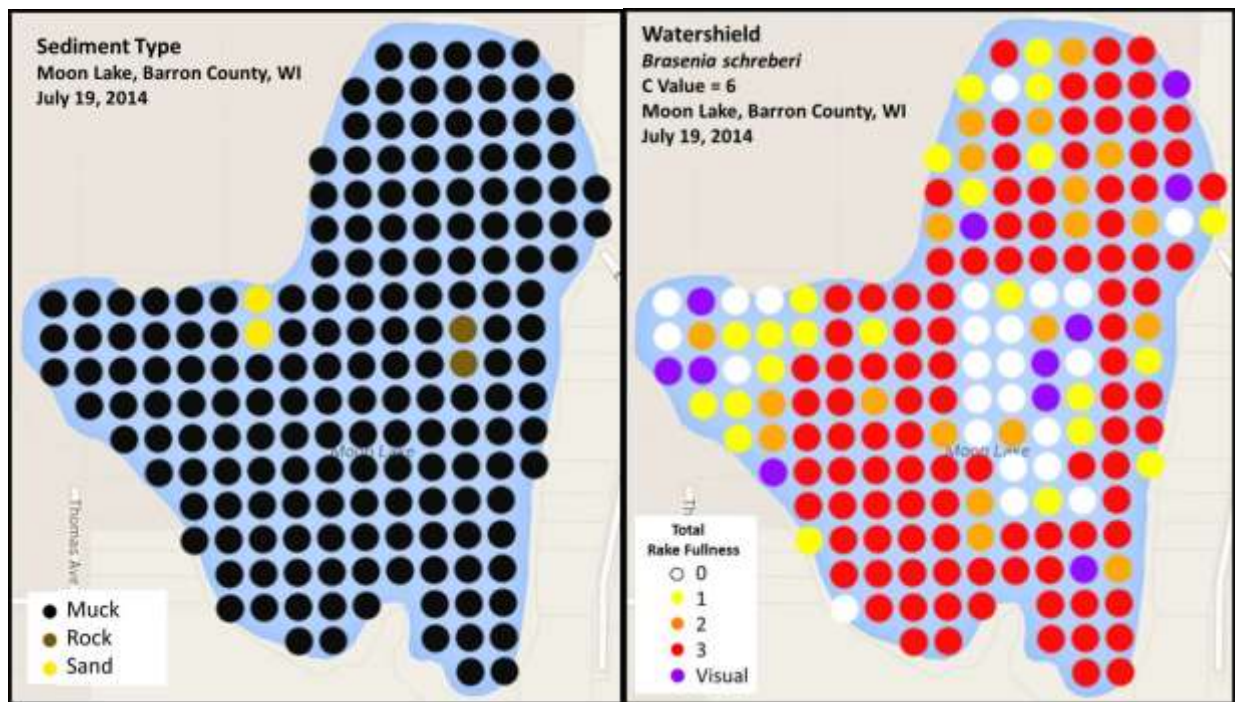 Sediment Type
Moon Lake, Barron County, WI
July 19, 2014
Moon Lake
Thomas Ave
Muck
Rock
Sand
Watershield
Brasenia schreberi
C Value = 6
Moon Lake, Barron County, WI
July 19, 2014
Moon Lake
Th
Total
Rake Fullness
0
1
2
3
Visual